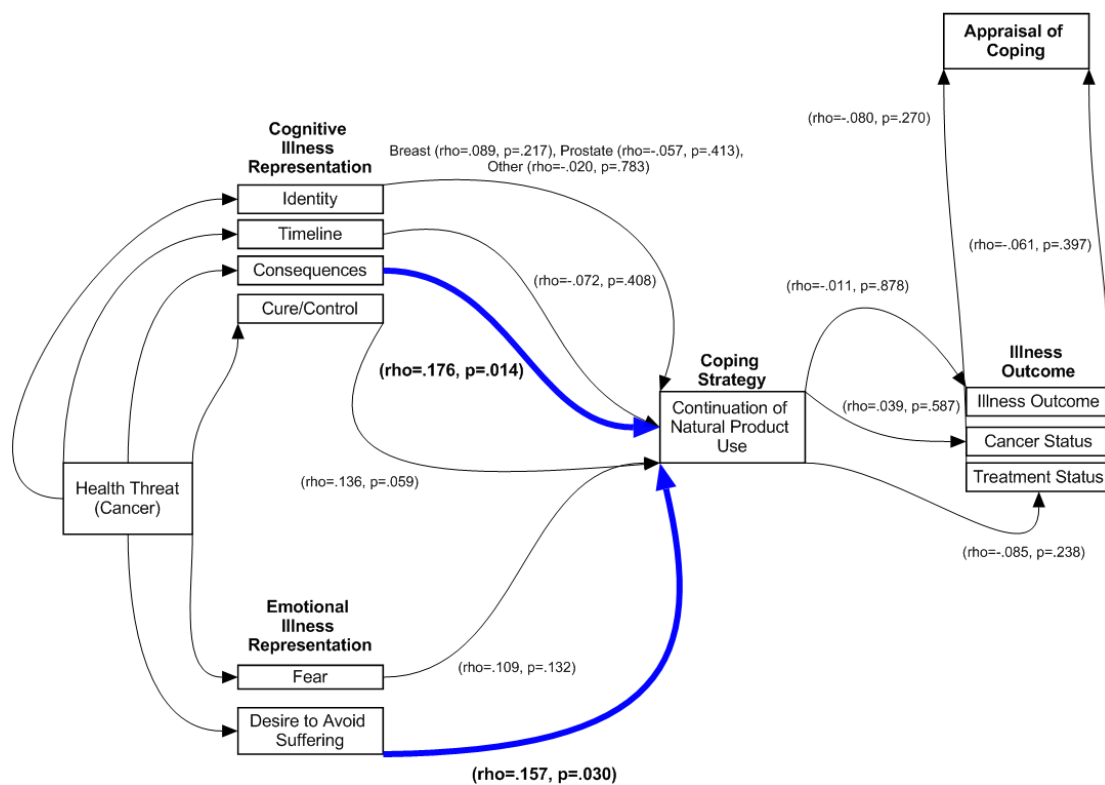 Appraisal of
Coping
(rho=-.080, p=.270)
Cognitive
Illness
Representation
Breast (rho=.089, p=.217), Prostate (rho=-.057, p=.413),
Other (rho=-.020, p=.783)
Identity
Timeline
Consequences
Cure/Control
(rho=-.072, p=.408)
(rho=-.061, p=.397)
(rho=-.011, p=.878)
(rho=.176, p=.014)
Coping
Strategy
Continuation of
Natural Product
Use
Illness
Outcome
Illness Outcome
(rho=.039, p=.587)
Cancer Status
Treatment Status
(rho=.136, p=.059)
Health Threat
(Cancer)
(rho=-.085, p=.238)
Emotional
Illness
Representation
Fear
(rho=.109, p=.132)
Desire to Avoid
Suffering
(rho=.157, p=.030)